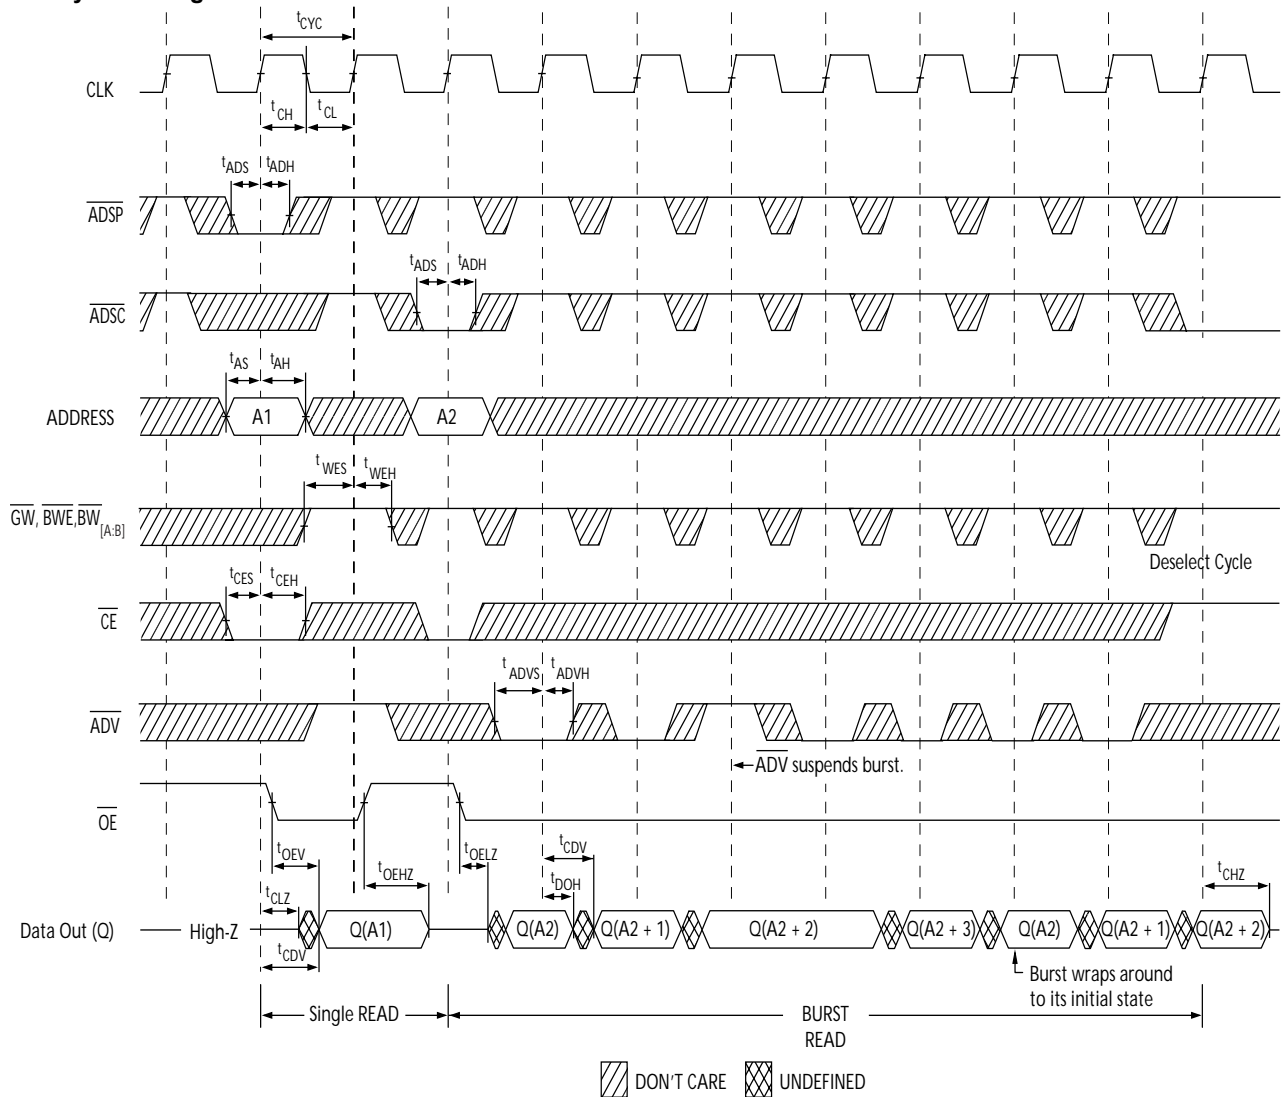 tCYC
CLK
tCH
tCL
tADS
tADH
ADSP
tADS
tADH
ADSC
tAS
tAH
ADDRESS
A1
A2
tWES
tWEH
GW, BWE,BW[A:B]
Deselect Cycle
tCES
tCEH
CE
tADVS
tADVH
ADV
ADV suspends burst.
OE
tOEV
tOEHZ
tOELZ
tCDV
tDOH
tCLZ
tCHZ
Data Out (Q)
High-Z
Q(A1)
Q(A2)
Q(A2 + 1)
Q(A2 + 2)
Q(A2 + 3)
Q(A2)
Q(A2 + 1)
Q(A2 + 2)
tCDV
Burst wraps around
to its initial state
Single READ
BURST
READ
DON'T CARE
UNDEFINED